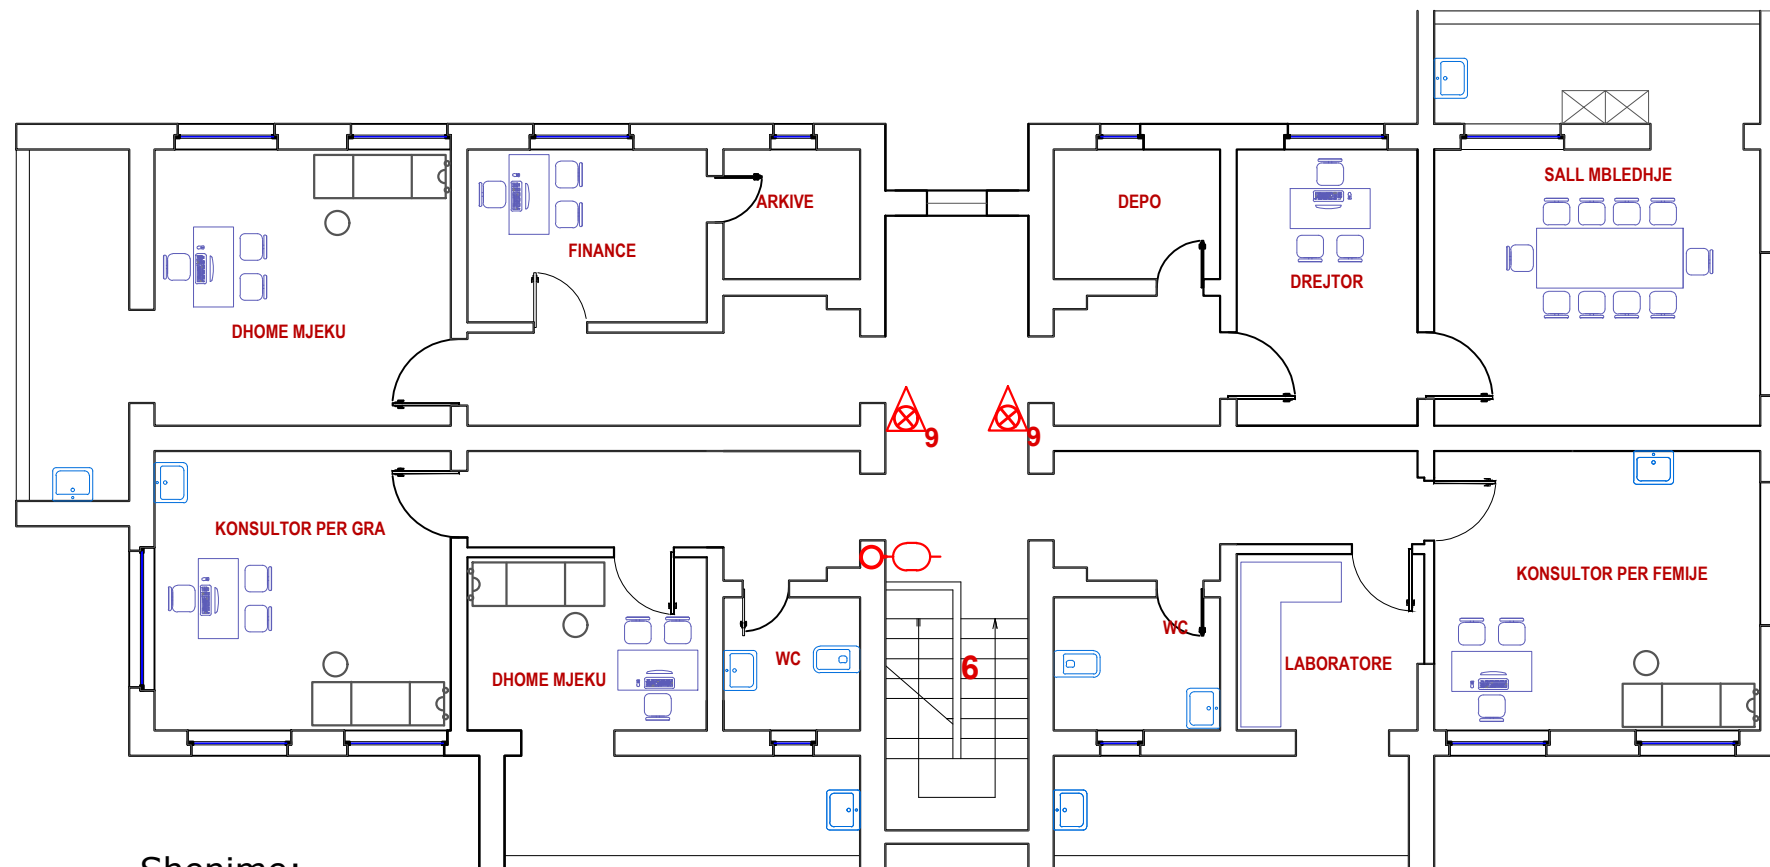 SALL MBLEDHJE
ARKIVE
DEPO
FINANCE
DREJTOR
DHOME MJEKU
9
9
KONSULTOR PER GRA
KONSULTOR PER FEMIJE
WC
WC
LABORATORE
6
DHOME MJEKU
Shenime: